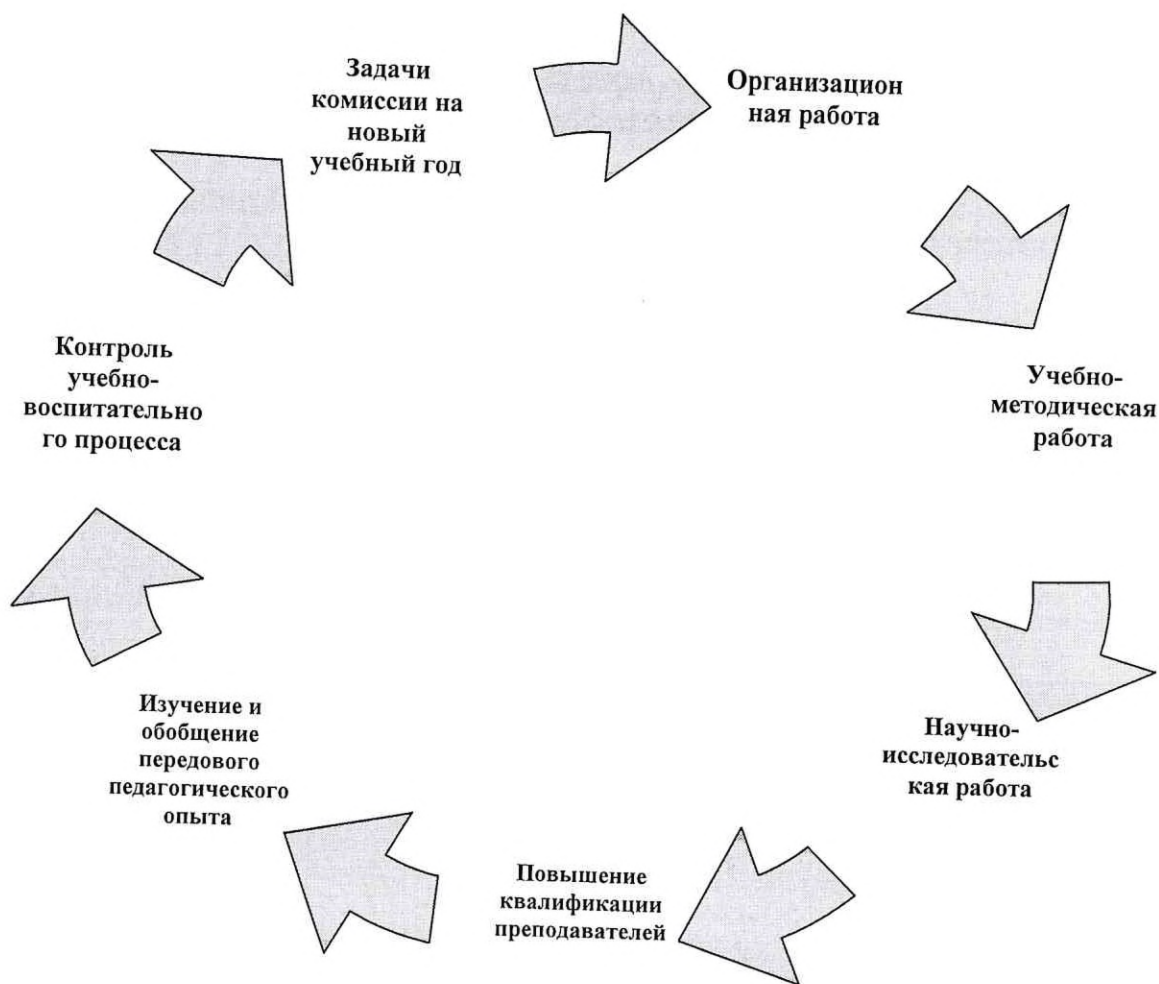 Задачи
комиссии на
новый
учебный год
Организацион
ная работа
Учебно-
методическая
работа
Научно-
исследовательс
кая работа
Повышение
квалификации
преподавателей
Изучение и
обобщение
передового
педагогического
опыта
Контроль
учебно-
воспитательно
го процесса